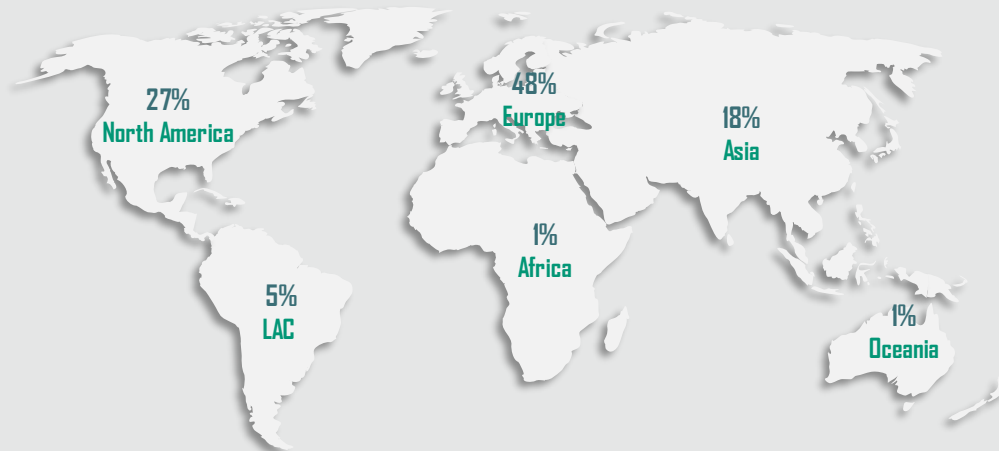 27%
North America
48%
Europe
18%
Asia
1%
Africa
5%
LAC
1%
Oceania